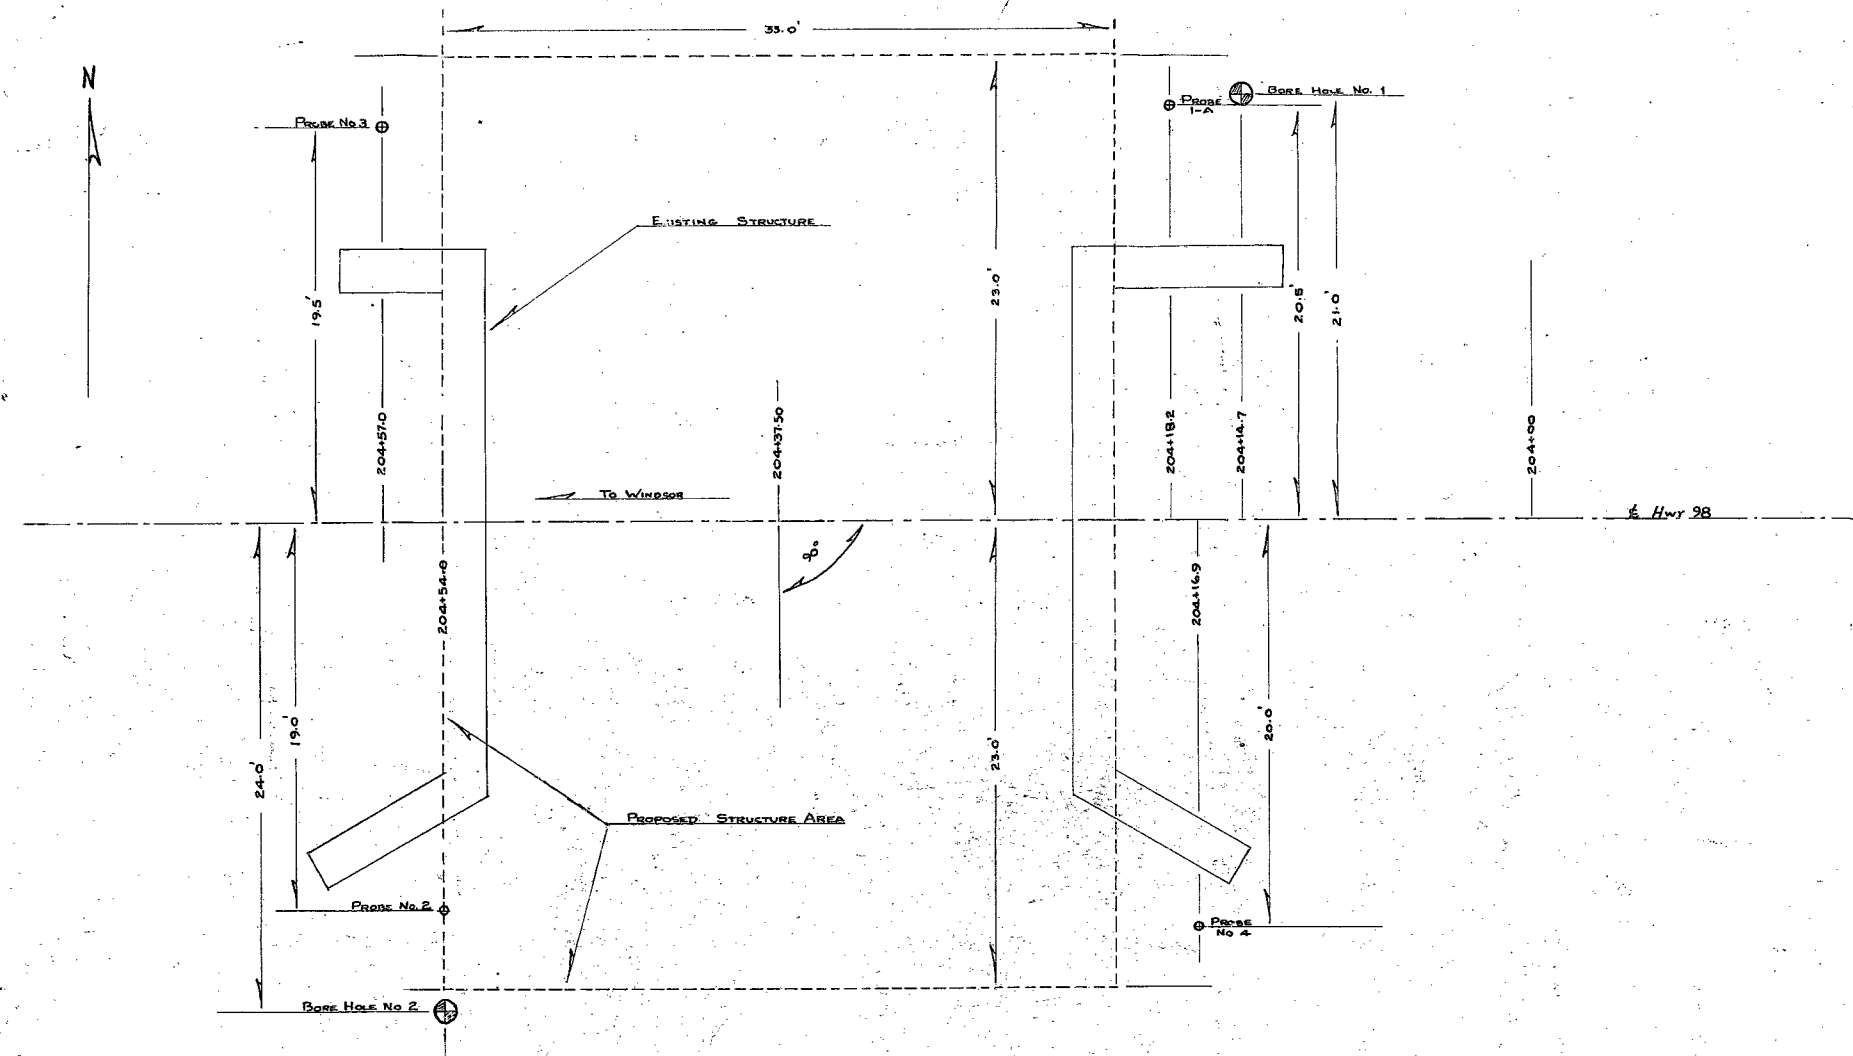 33.0'
N
BORE HOLE No. 1
PROBE
1-A
PROBE No 3
EXISTING STRUCTURE
19.5'
23.0'
20.5'
21.0'
204+57.0
204+37.50
204+18.2
204+14.7
204+00
TO WINDSOR
℄ Hwy 98
90°
204+54.0
204+16.9
19.0'
24.0'
23.0'
20.0'
PROPOSED STRUCTURE AREA
PROBE No. 2
PROBE
No 4
BORE HOLE No 2